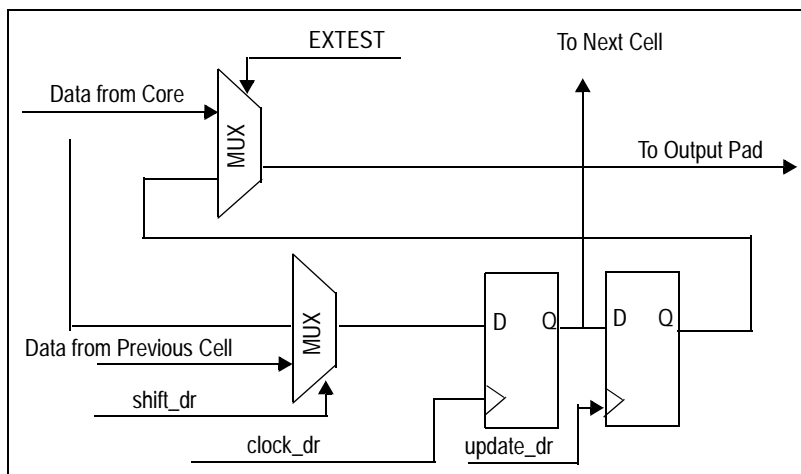 EXTEST
To Next Cell
Data from Core
MUX
To Output Pad
MUX
D Q
D Q
Data from Previous Cell
shift_dr
clock_dr
update_dr